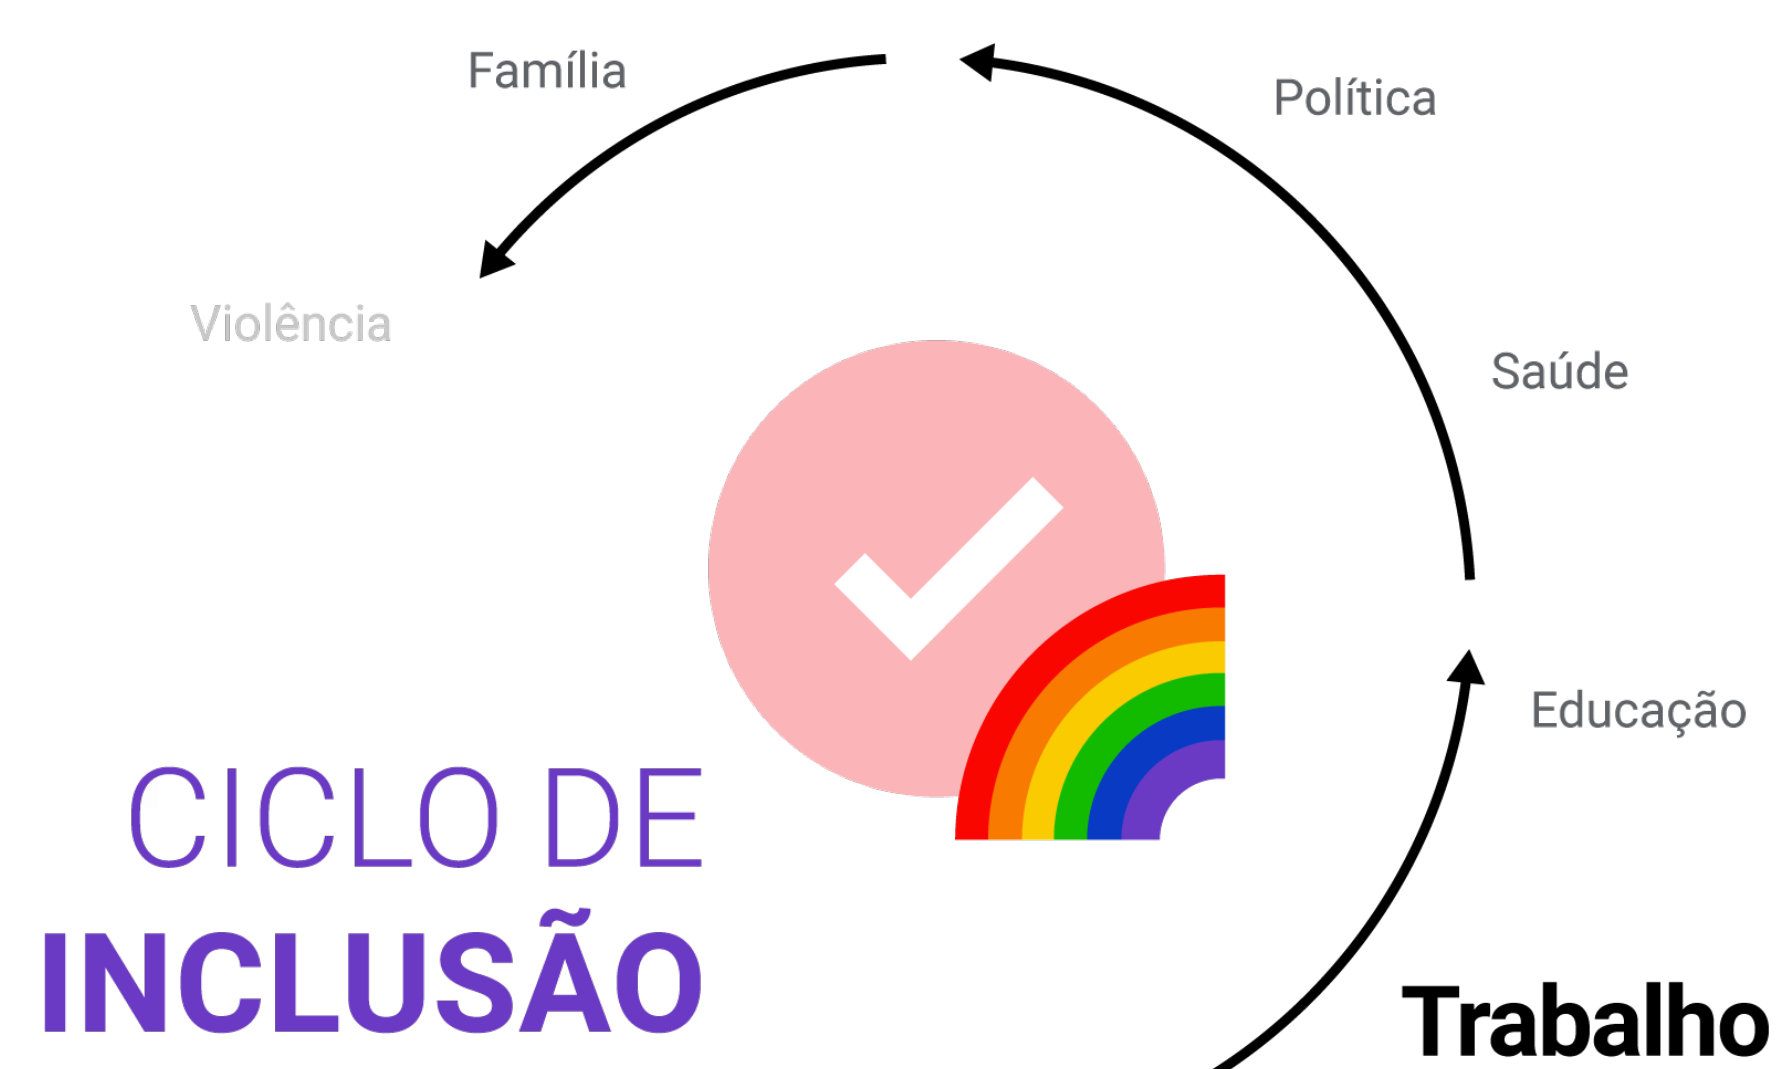 Família
Política
Violência
Saúde
Educação
CICLO DE
INCLUSÃO
Trabalho